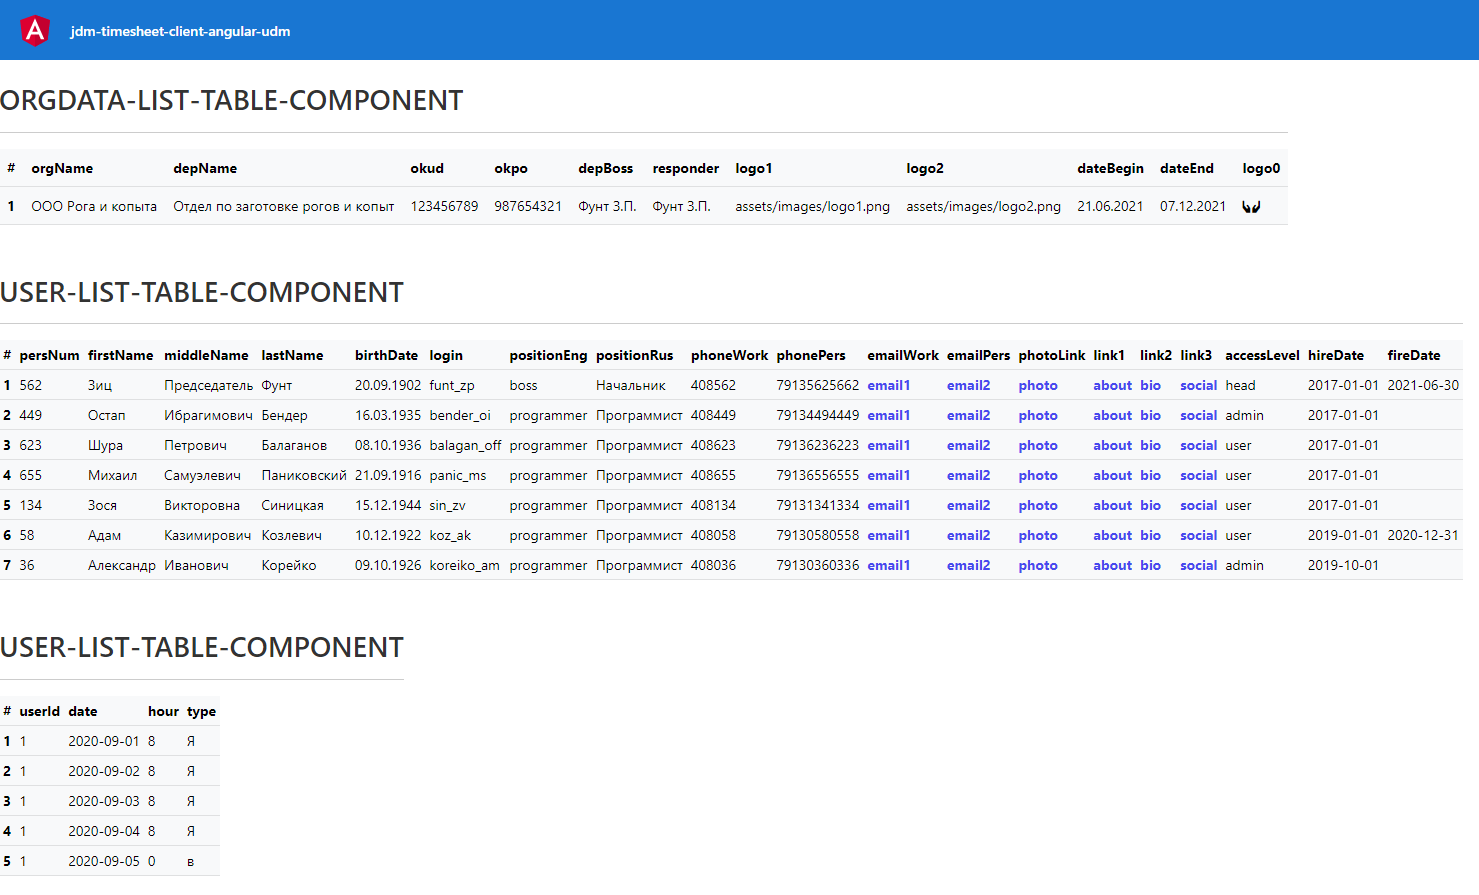 jdm-timesheet-client-angular-udm
ORGDATA-LIST-TABLE-COMPONENT
# orgName depName okud okpo depBoss responder logo1 logo2 dateBegin dateEnd logo0
1 ООО Рога и копыта Отдел по заготовке рогов и копыт 123456789 987654321 Фунт З.П. Фунт З.П. assets/images/logo1.png assets/images/logo2.png 21.06.2021 07.12.2021
USER-LIST-TABLE-COMPONENT
# persNum firstName middleName lastName birthDate login positionEng positionRus phoneWork phonePers emailWork emailPers photoLink link1 link2 link3 accessLevel hireDate fireDate
1 562 Зиц Председатель Фунт 20.09.1902 funt_zp boss Начальник 408562 79135625662 email1 email2 photo about bio social head 2017-01-01 2021-06-30
2 449 Остап Ибрагимович Бендер 16.03.1935 bender_oi programmer Программист 408449 79134494449 email1 email2 photo about bio social admin 2017-01-01
3 623 Шура Петрович Балаганов 08.10.1936 balagan_off programmer Программист 408623 79136236223 email1 email2 photo about bio social user 2017-01-01
4 655 Михаил Самуэлевич Паниковский 21.09.1916 panic_ms programmer Программист 408655 79136556555 email1 email2 photo about bio social user 2017-01-01
5 134 Зося Викторовна Синицкая 15.12.1944 sin_zv programmer Программист 408134 79131341334 email1 email2 photo about bio social user 2017-01-01
6 58 Адам Казимирович Козлевич 10.12.1922 koz_ak programmer Программист 408058 79130580558 email1 email2 photo about bio social user 2019-01-01 2020-12-31
7 36 Александр Иванович Корейко 09.10.1926 koreiko_am programmer Программист 408036 79130360336 email1 email2 photo about bio social admin 2019-10-01
USER-LIST-TABLE-COMPONENT
# userId date hour type
1 1 2020-09-01 8 Я
2 1 2020-09-02 8 Я
3 1 2020-09-03 8 Я
4 1 2020-09-04 8 Я
5 1 2020-09-05 0 в